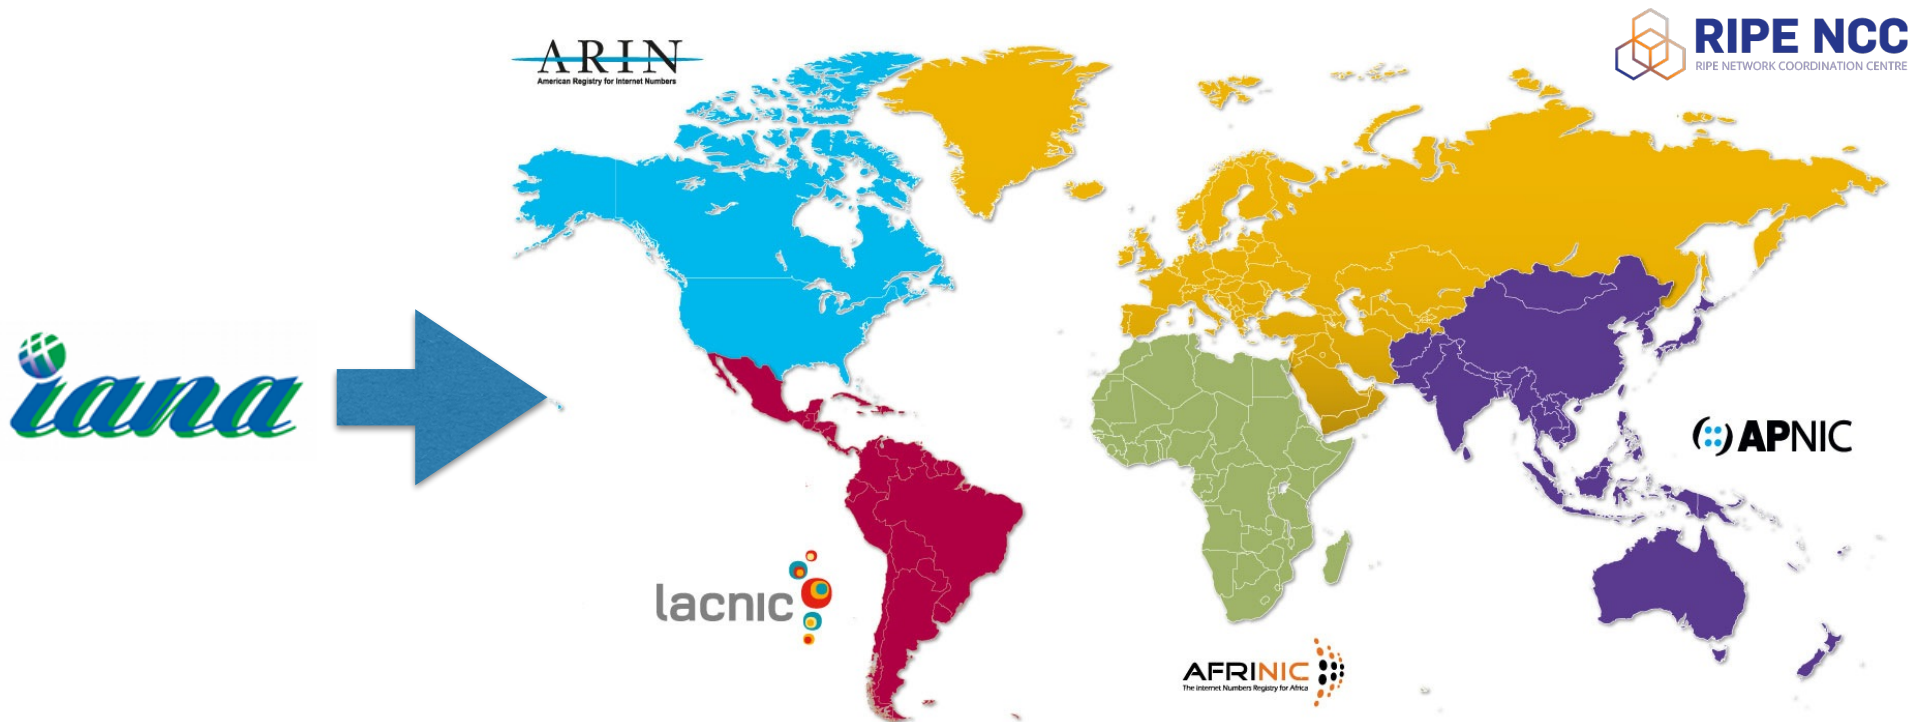 ARIN
American Registry for Internet Numbers
RIPE NCC
RIPE NETWORK COORDINATION CENTRE
iana
APNIC
lacnic
AFRINIC
The Internet Numbers Registry for Africa